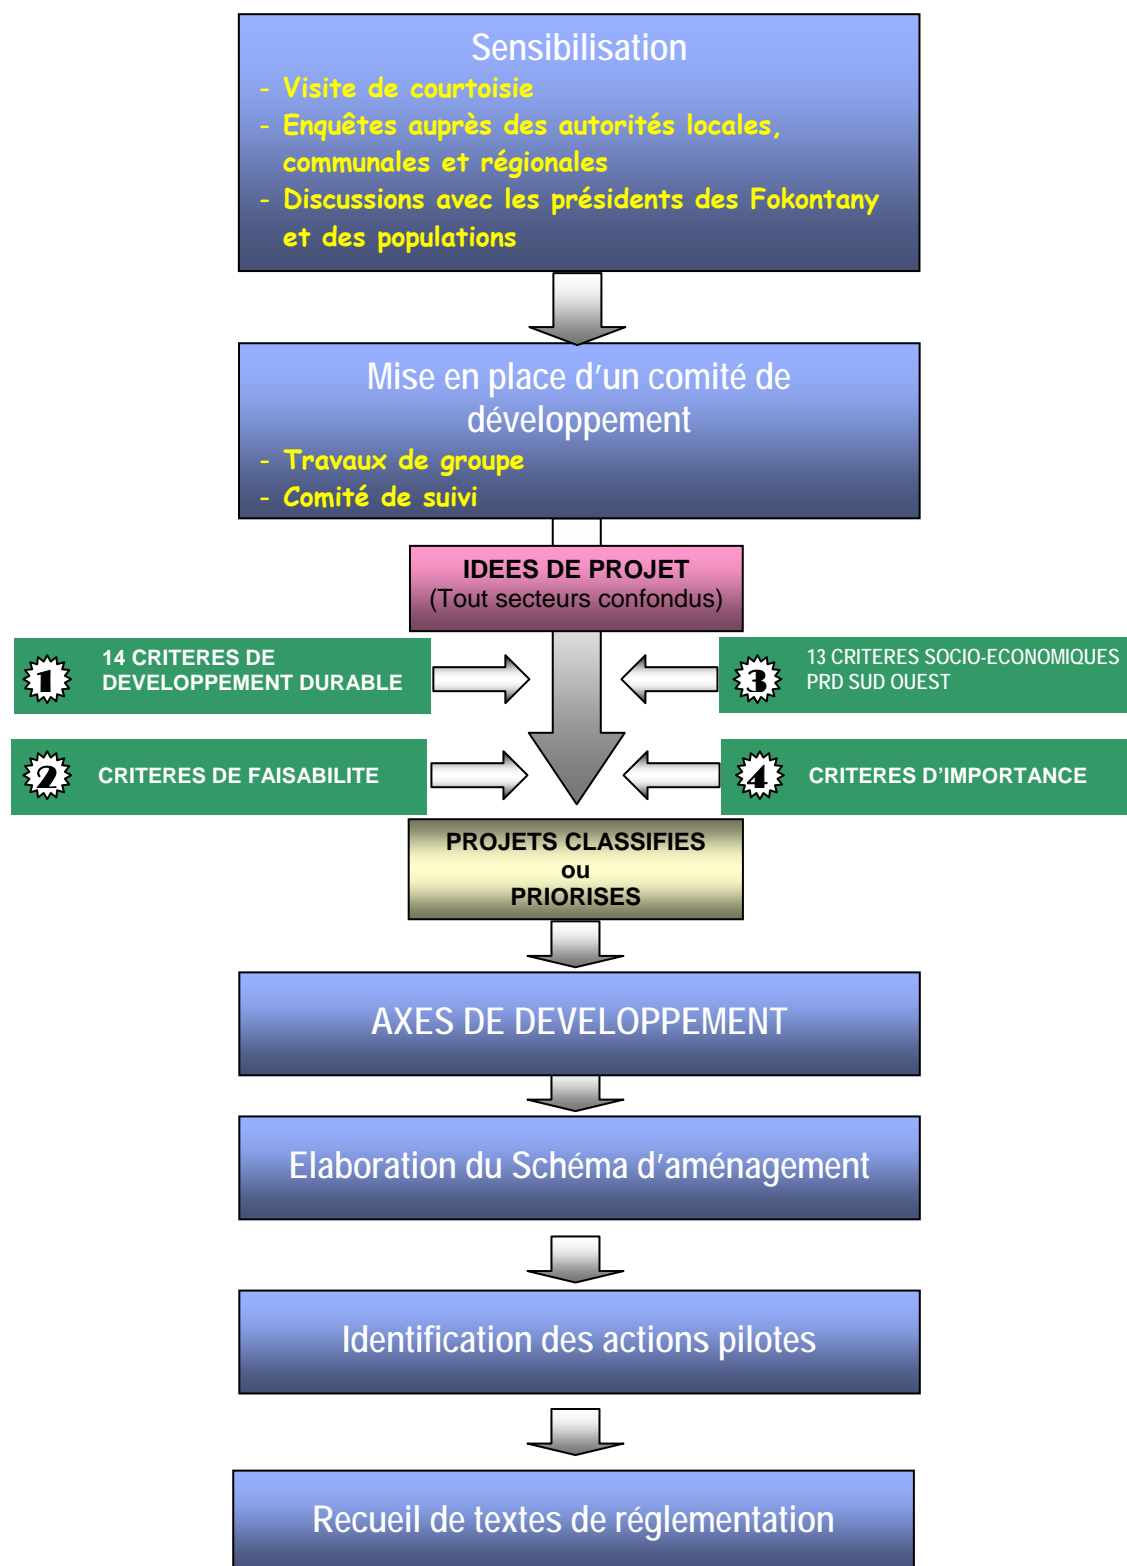 Sensibilisation
- Visite de courtoisie
- Enquêtes auprès des autorités locales,
communales et régionales
- Discussions avec les présidents des Fokontany
et des populations
Mise en place d'un comité de
développement
- Travaux de groupe
- Comité de suivi
IDEES DE PROJET
(Tout secteurs confondus)
1
14 CRITERES DE
DEVELOPPEMENT DURABLE
3
13 CRITERES SOCIO-ECONOMIQUES
PRD SUD OUEST
2
CRITERES DE FAISABILITE
4
CRITERES D'IMPORTANCE
PROJETS CLASSIFIES
ou
PRIORISES
AXES DE DEVELOPPEMENT
Elaboration du Schéma d'aménagement
Identification des actions pilotes
Recueil de textes de réglementation